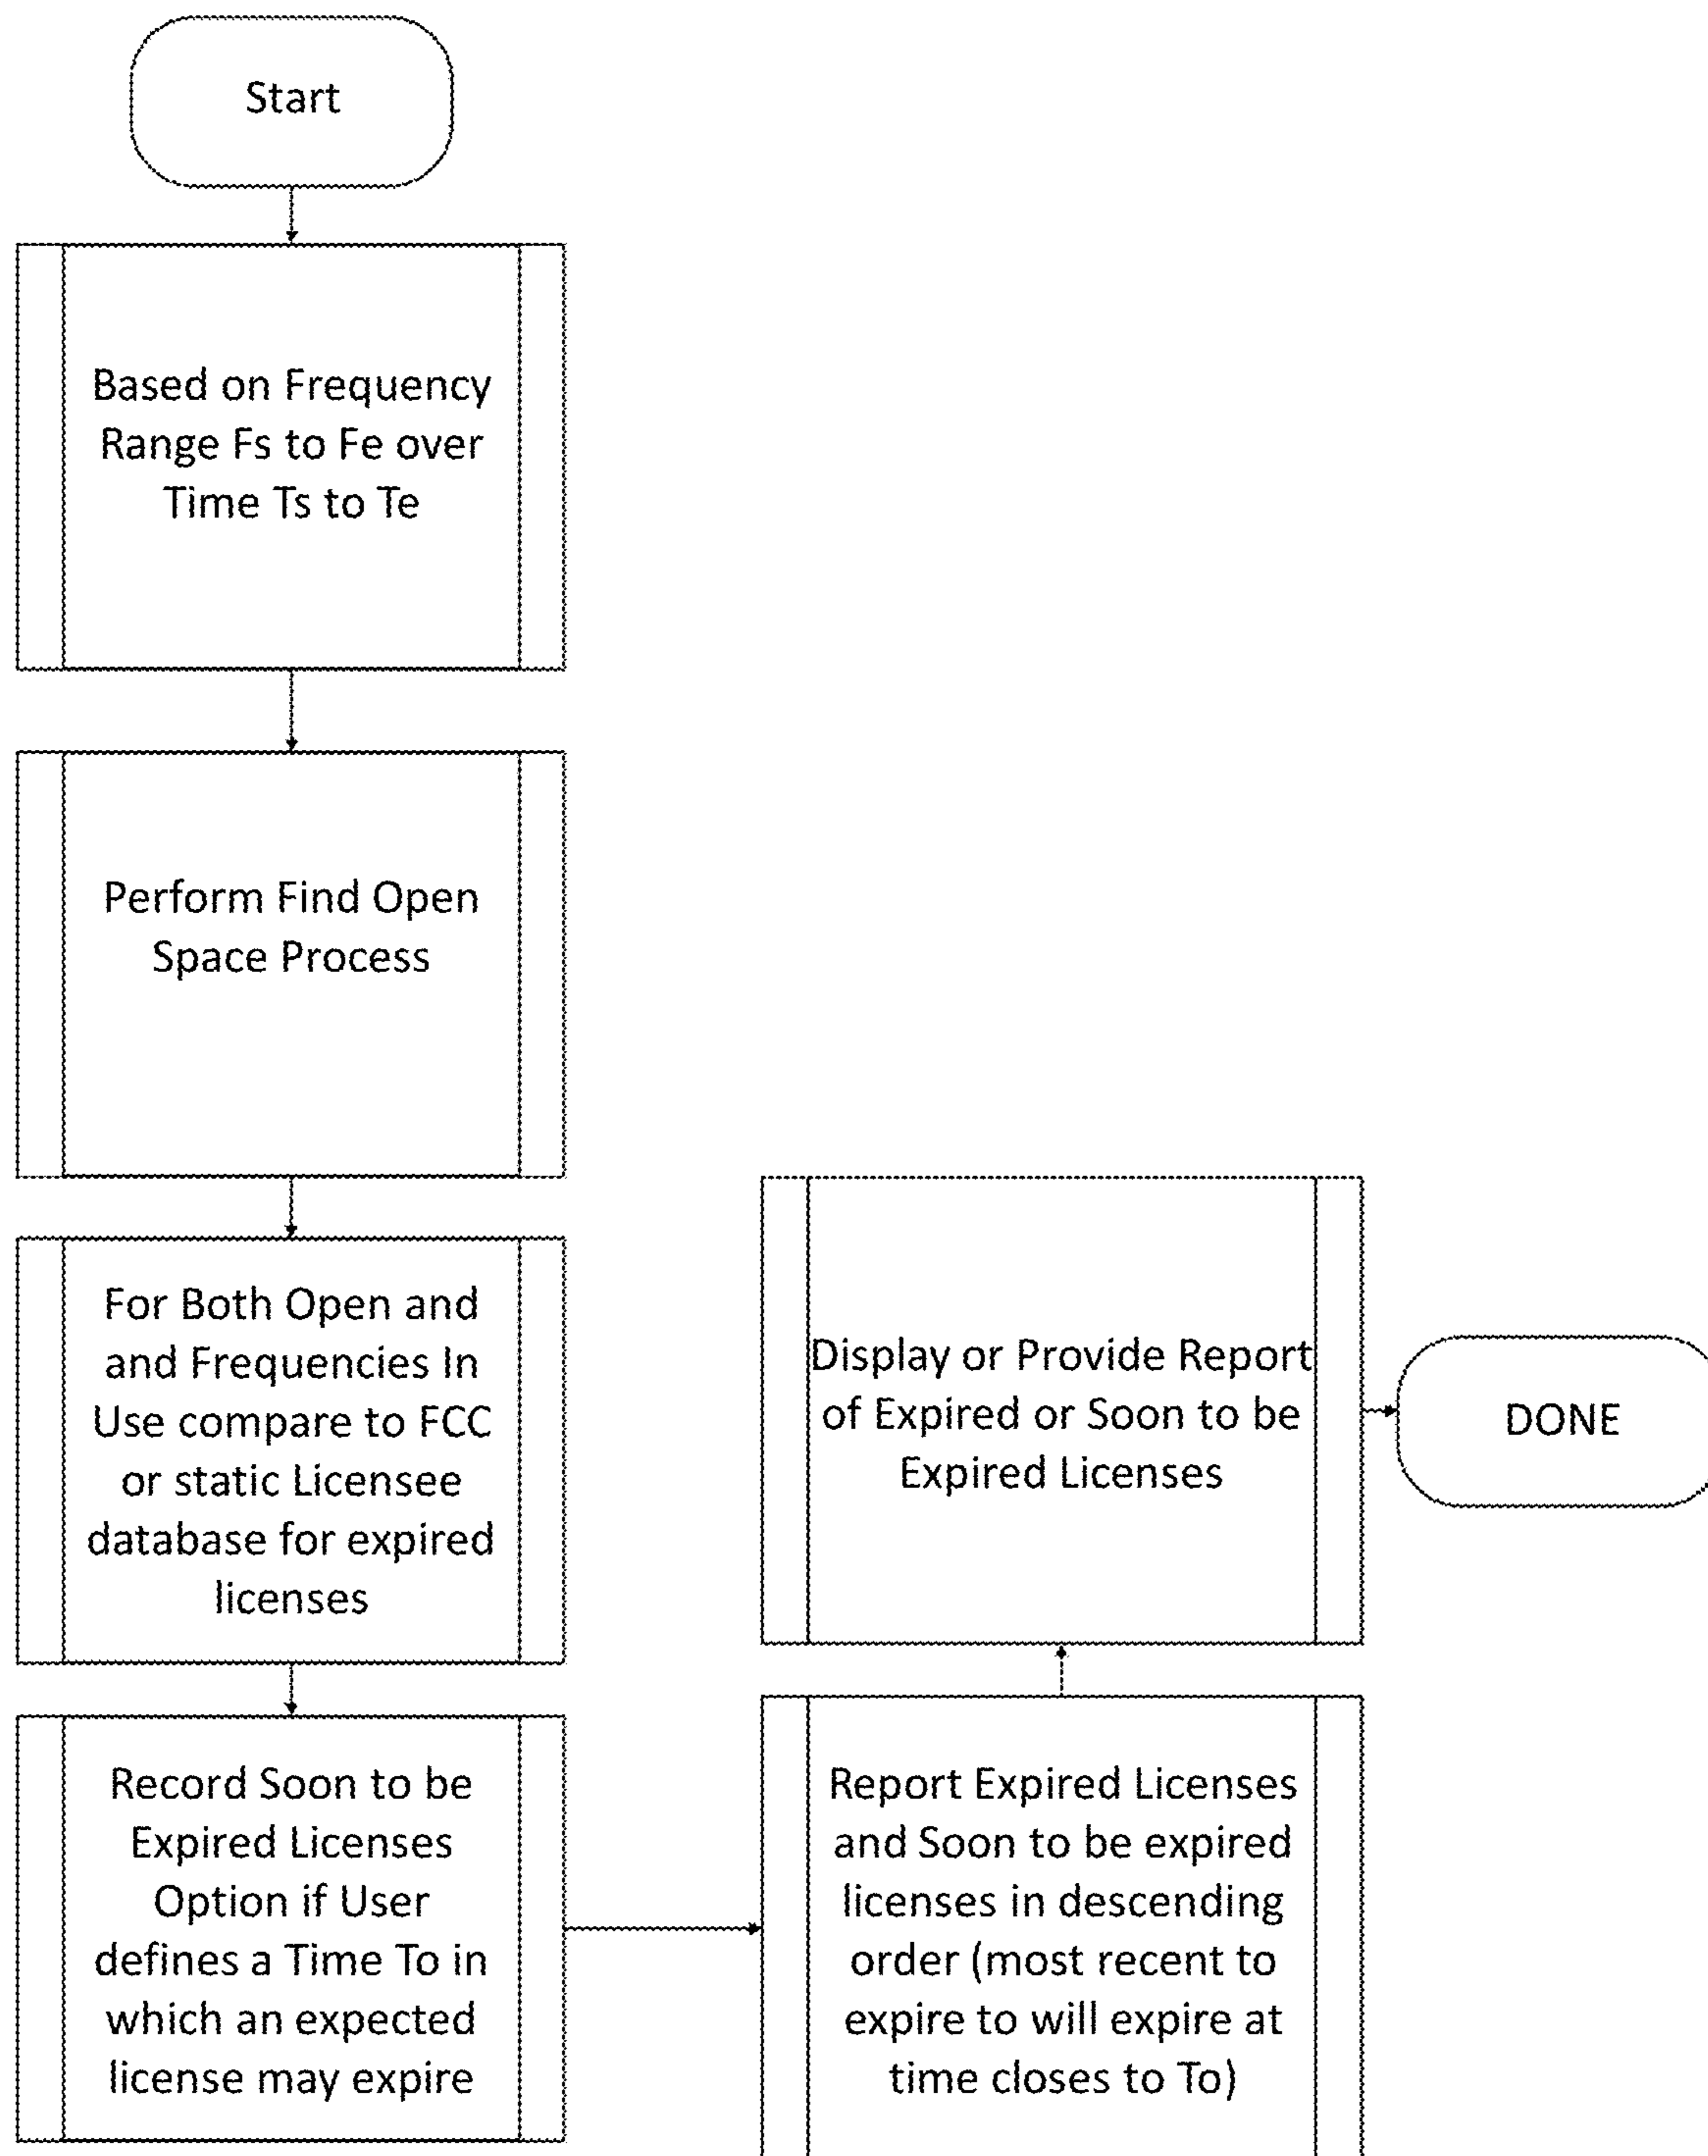 Start
Based on Frequency
Range Fs to Fe over
Time Ts to Te
Perform Find Open
Space Process
For Both Open and
and Frequencies In
Use compare to FCC
or static Licensee
database for expired
licenses
Record Soon to be
Expired Licenses
Option if User
defines a Time To in
which an expected
license may expire
Report Expired Licenses
and Soon to be expired
licenses in descending
order (most recent to
expire to will expire at
time closes to To)
Display or Provide Report
of Expired or Soon to be
Expired Licenses
DONE